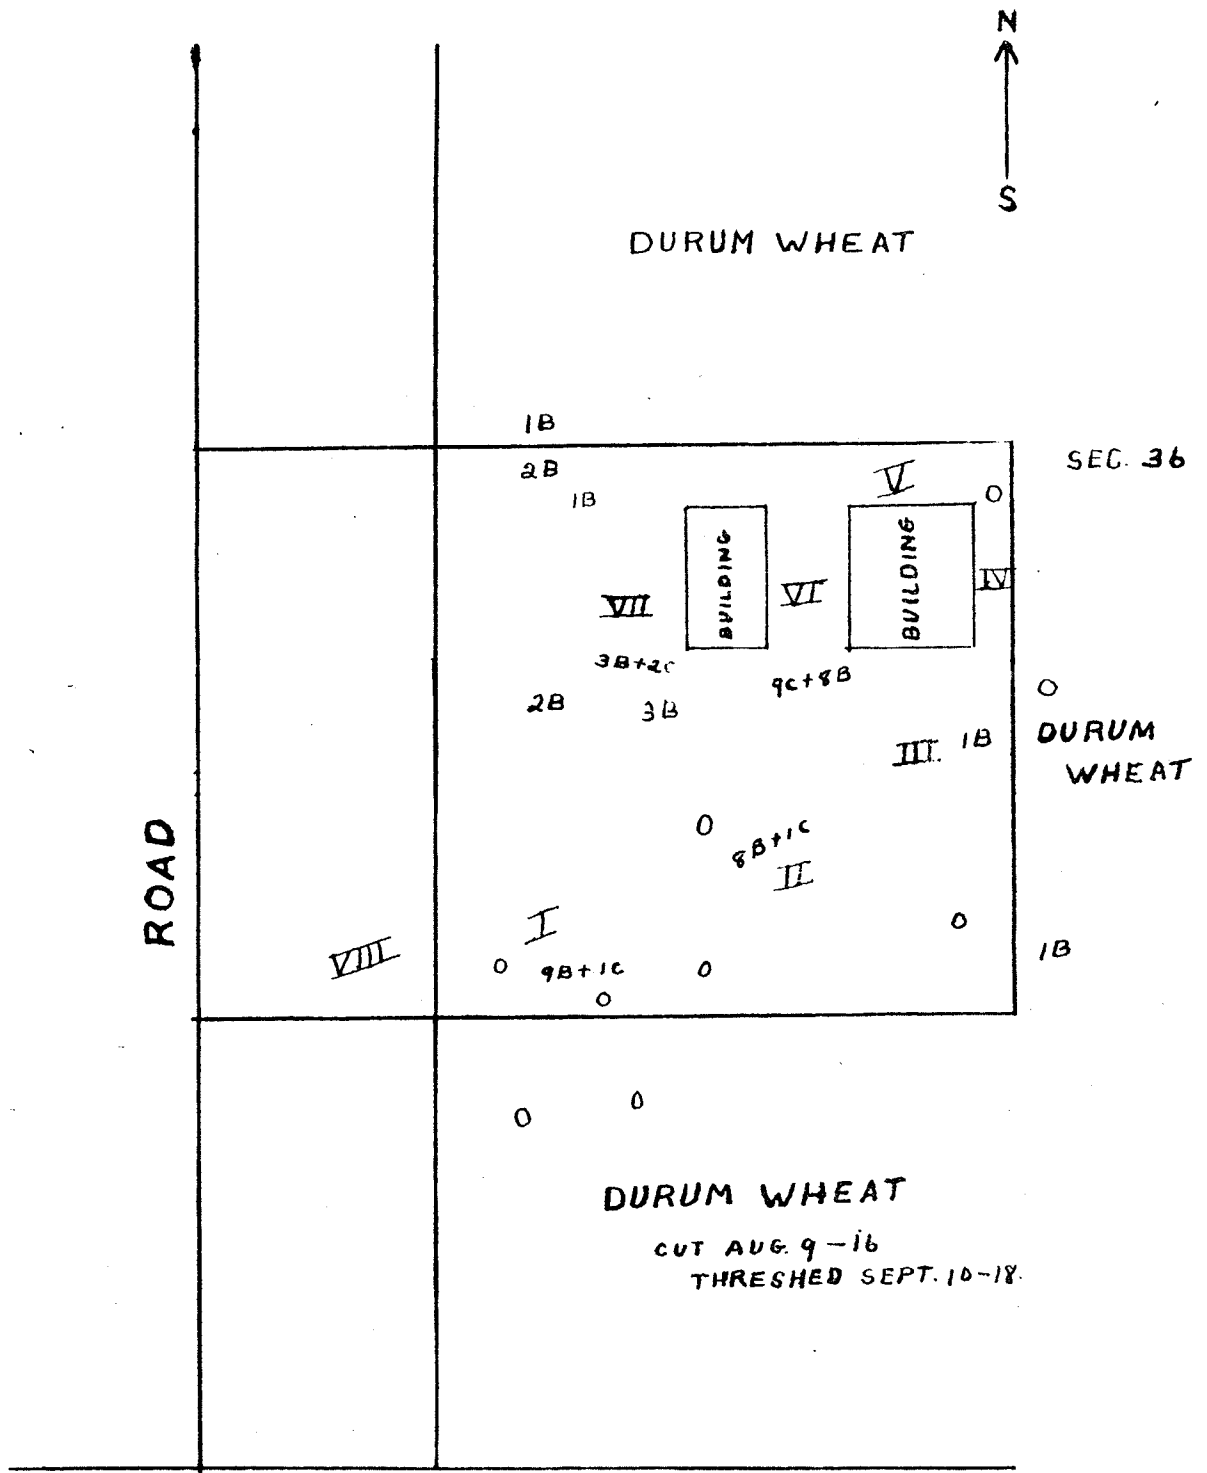 N
S
DURUM WHEAT
1B
SEC. 36
2B
V
1B
O
BUILDING
BUILDING
IV
VI
VII
3B+2C
9C+8B
O
2B
3B
III. 1B
DURUM
WHEAT
O
8B+1C
II
ROAD
I
O
VIII
1B
O
9B+1C
O
O
O
O
DURUM WHEAT
CUT AUG. 9-16
THRESHED SEPT. 10-18.